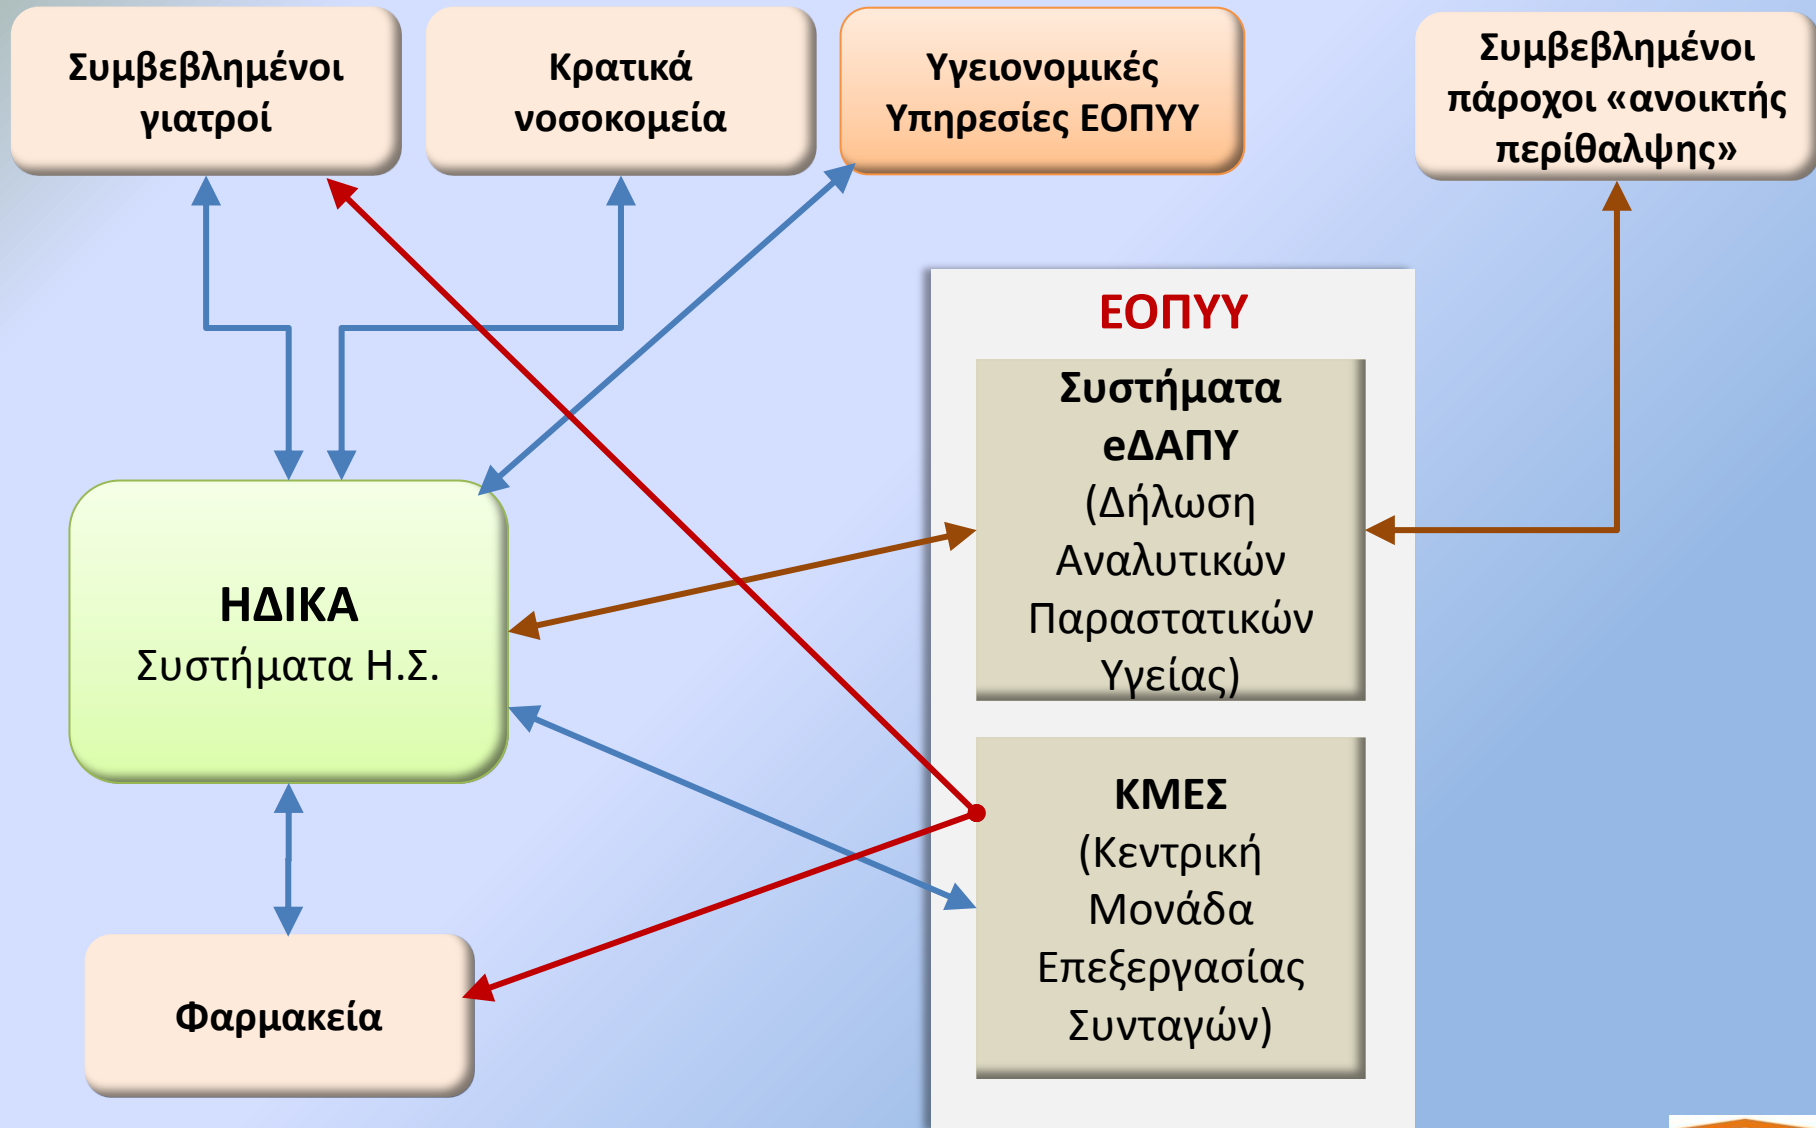 Συμβεβλημένοι
γιατροί
Κρατικά
νοσοκομεία
Υγειονομικές
Υπηρεσίες ΕΟΠΥΥ
Συμβεβλημένοι
πάροχοι «ανοικτής
περίθαλψης»
ΕΟΠΥΥ
Συστήματα
eΔΑΠΥ
(Δήλωση
Αναλυτικών
Παραστατικών
Υγείας)
ΗΔΙΚΑ
Συστήματα Η.Σ.
ΚΜΕΣ
(Κεντρική
Μονάδα
Επεξεργασίας
Συνταγών)
Φαρμακεία